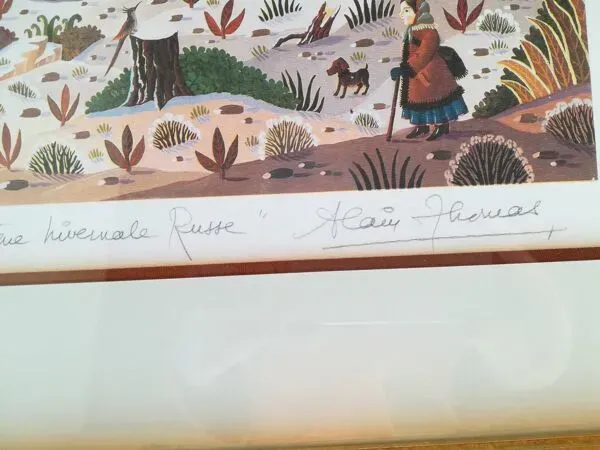 hivernale Russe" Alain Thomas